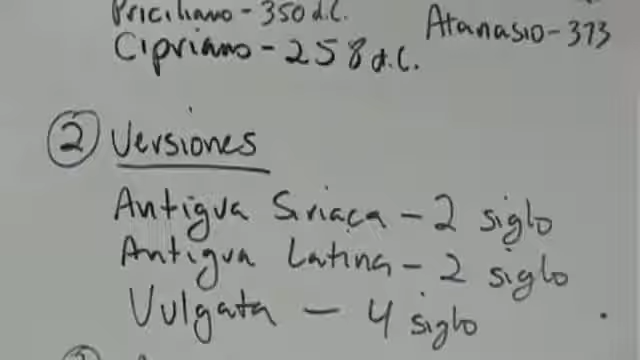 Priciliano - 350 d.C.
Atanasio - 373
Cipriano - 258 d.C.
② Versiones
Antigua Siriaca - 2 siglo
Antigua Latina - 2 siglo
Vulgata - 4 siglo